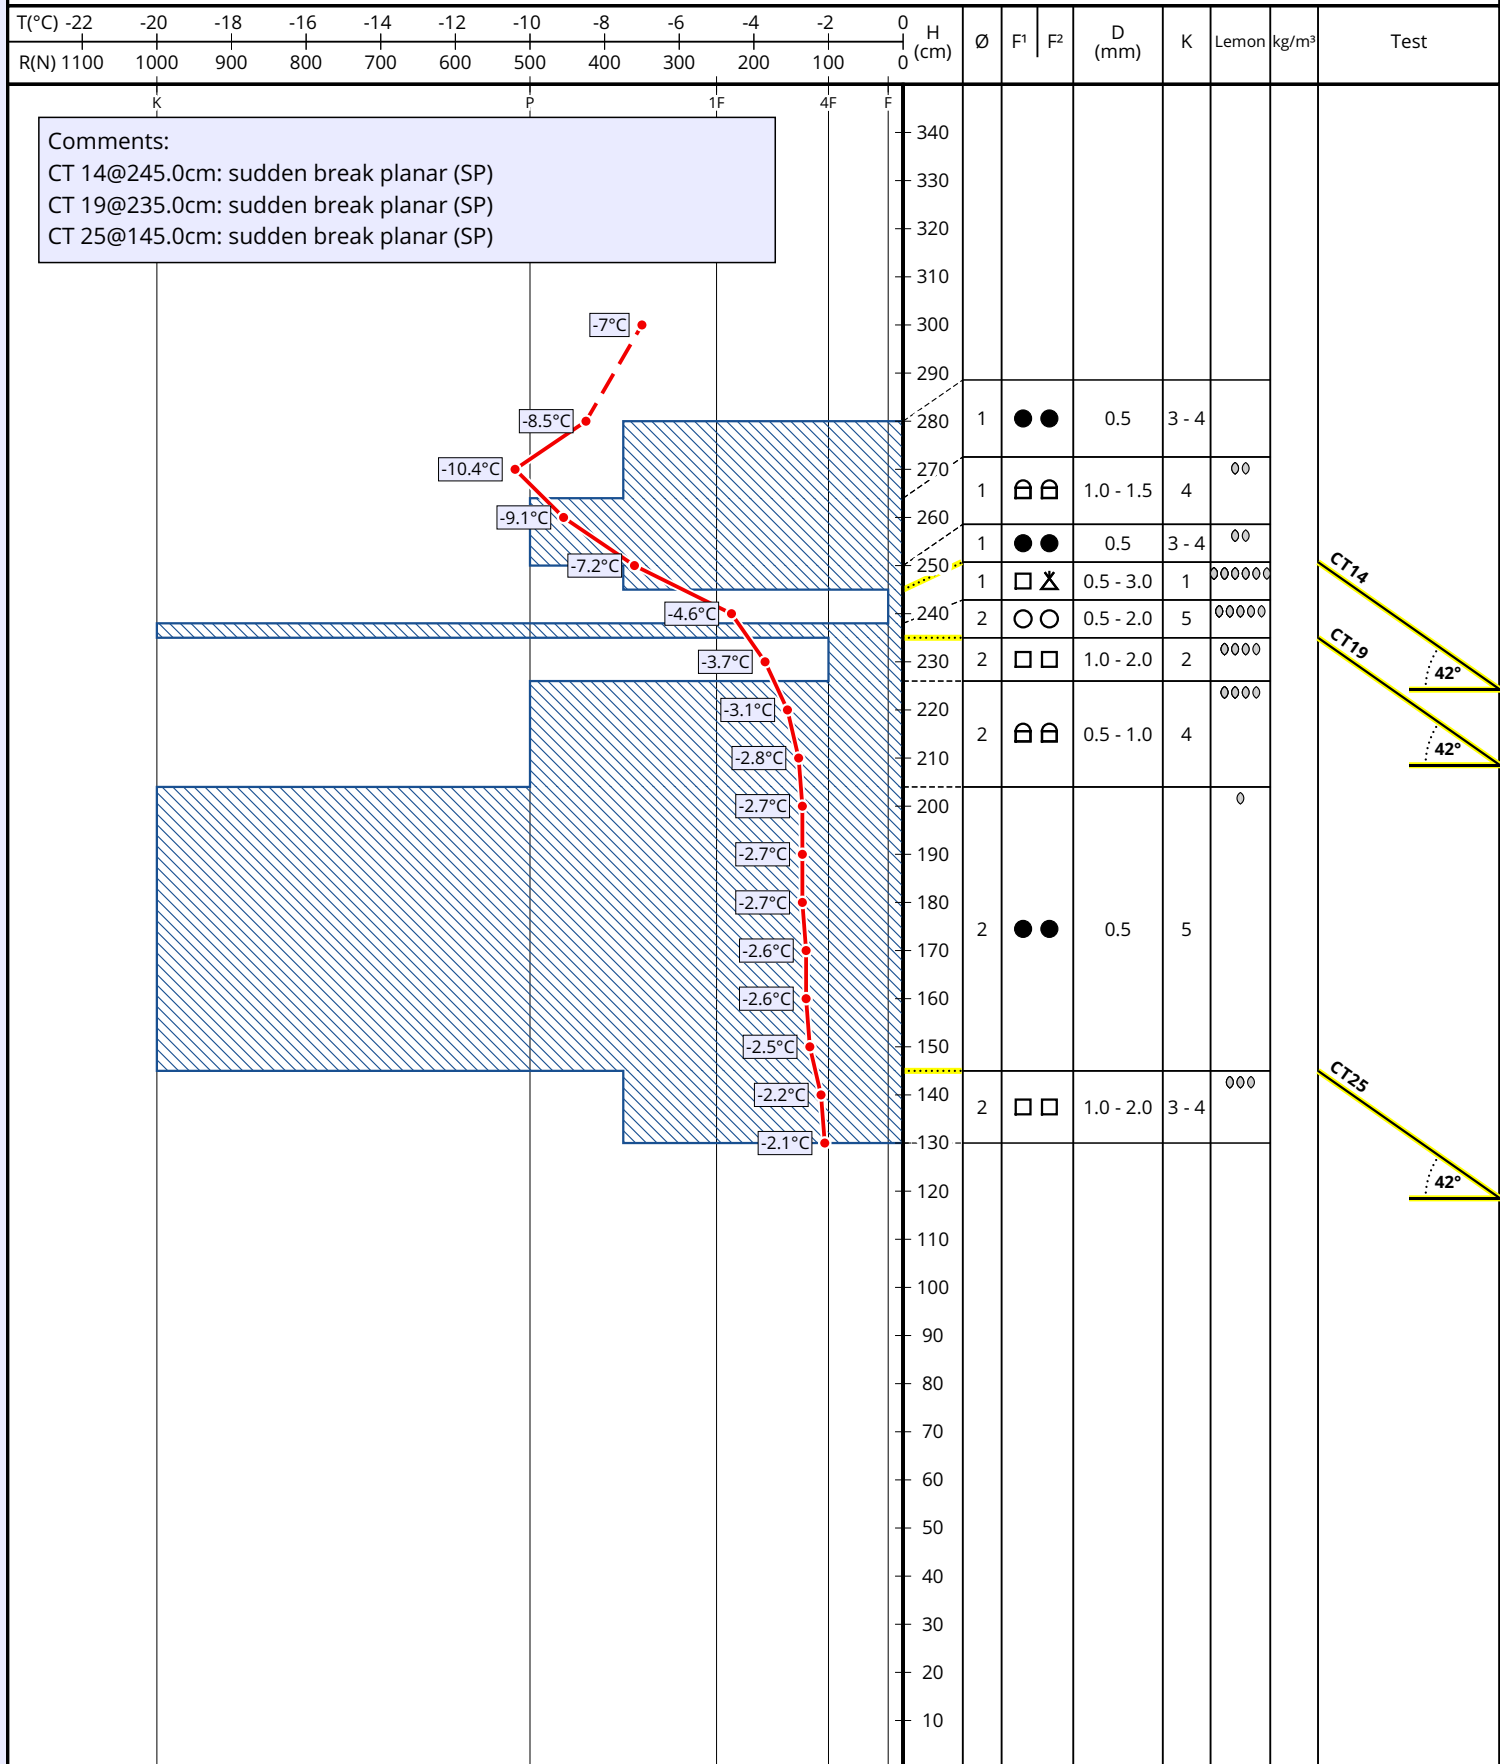 T(°C) -22 -20 -18 -16 -14 -12 -10 -8 -6 -4 -2 0
R(N) 1100 1000 900 800 700 600 500 400 300 200 100 0
H (cm) Ø F¹ F² D (mm) K Lemon kg/m³ Test
K P 1F 4F F
Comments:
CT 14@245.0cm: sudden break planar (SP)
CT 19@235.0cm: sudden break planar (SP)
CT 25@145.0cm: sudden break planar (SP)
340
330
320
310
-7°C 300
290
-8.5°C 280 1 0.5 3 - 4
-10.4°C 270
1 1.0 - 1.5 4
-9.1°C 260
1 0.5 3 - 4
-7.2°C 250 CT14
1 0.5 - 3.0 1
-4.6°C 240 2 0.5 - 2.0 5
CT19
-3.7°C 230 2 1.0 - 2.0 2
42°
-3.1°C 220
2 0.5 - 1.0 4
-2.8°C 210 42°
-2.7°C 200
-2.7°C 190
-2.7°C 180
2 0.5 5
-2.6°C 170
-2.6°C 160
-2.5°C 150
CT25
-2.2°C 140
2 1.0 - 2.0 3 - 4
-2.1°C 130
120 42°
110
100
90
80
70
60
50
40
30
20
10